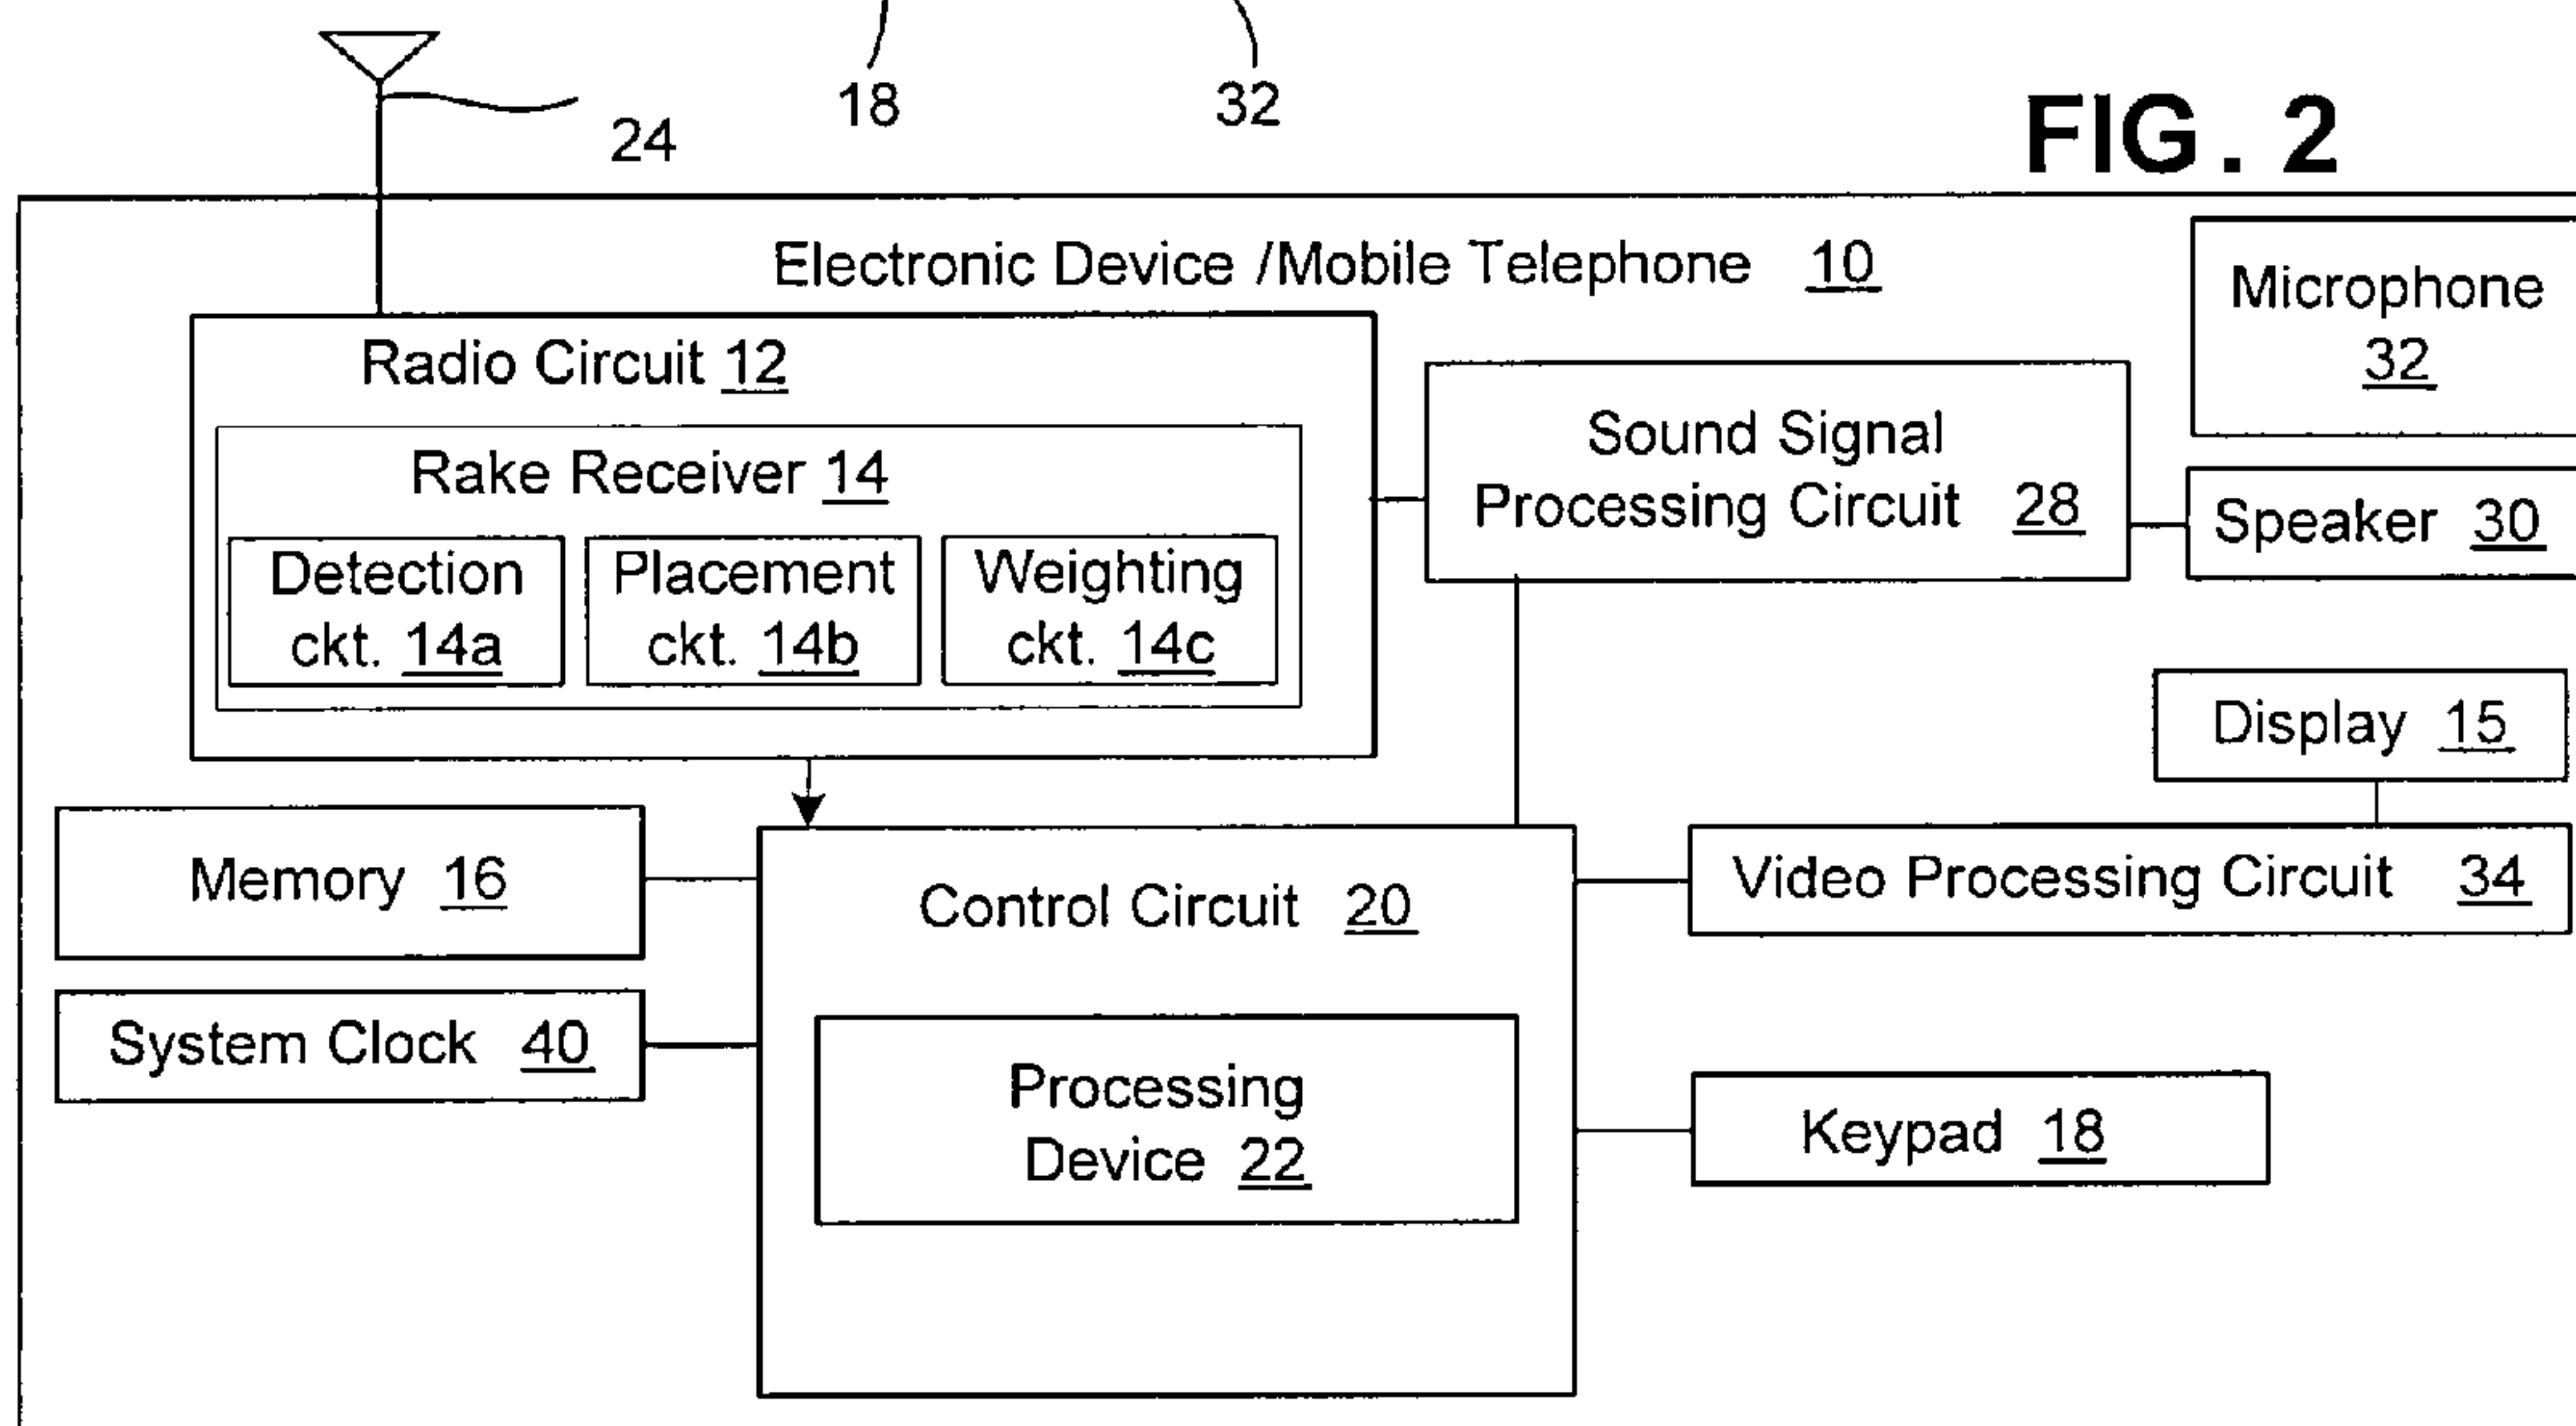 18
32
24
FIG. 2
Electronic Device /Mobile Telephone 10
Microphone
32
Radio Circuit 12
Rake Receiver 14
Detection
ckt. 14a
Placement
ckt. 14b
Weighting
ckt. 14c
Sound Signal
Processing Circuit 28
Speaker 30
Display 15
Memory 16
Control Circuit 20
Video Processing Circuit 34
System Clock 40
Processing
Device 22
Keypad 18